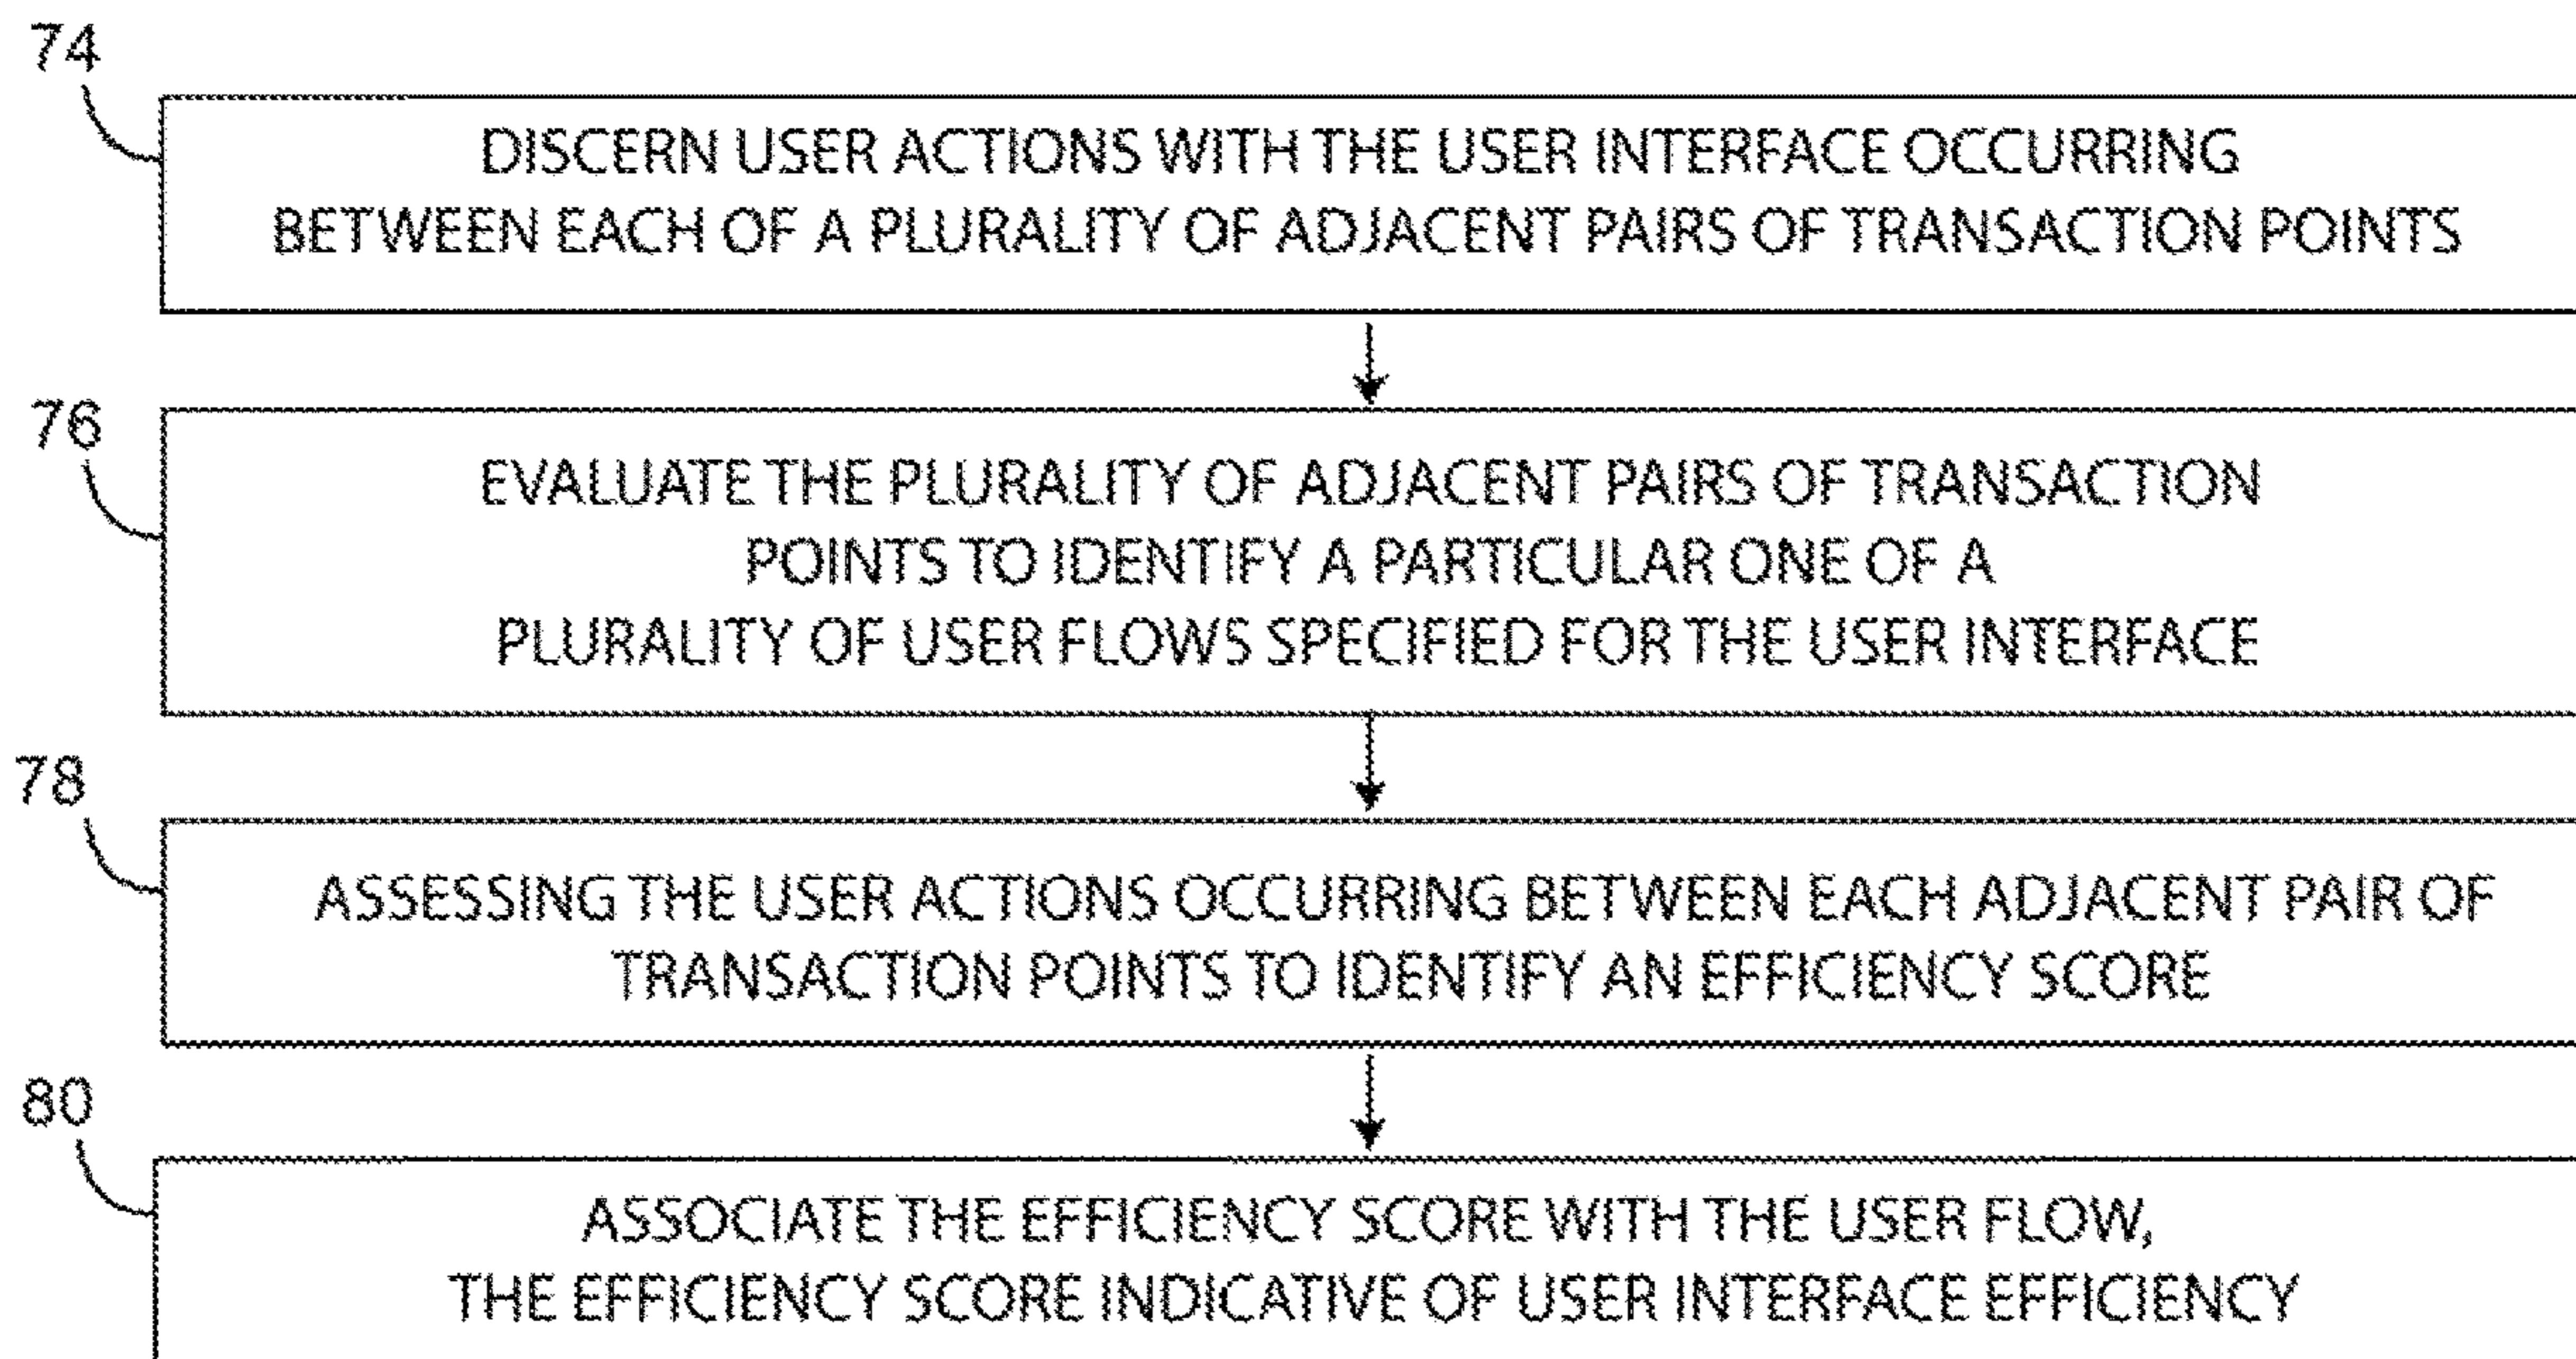 74
DISCERN USER ACTIONS WITH THE USER INTERFACE OCCURRING
BETWEEN EACH OF A PLURALITY OF ADJACENT PAIRS OF TRANSACTION POINTS
76
EVALUATE THE PLURALITY OF ADJACENT PAIRS OF TRANSACTION
POINTS TO IDENTIFY A PARTICULAR ONE OF A
PLURALITY OF USER FLOWS SPECIFIED FOR THE USER INTERFACE
78
ASSESSING THE USER ACTIONS OCCURRING BETWEEN EACH ADJACENT PAIR OF
TRANSACTION POINTS TO IDENTIFY AN EFFICIENCY SCORE
80
ASSOCIATE THE EFFICIENCY SCORE WITH THE USER FLOW,
THE EFFICIENCY SCORE INDICATIVE OF USER INTERFACE EFFICIENCY